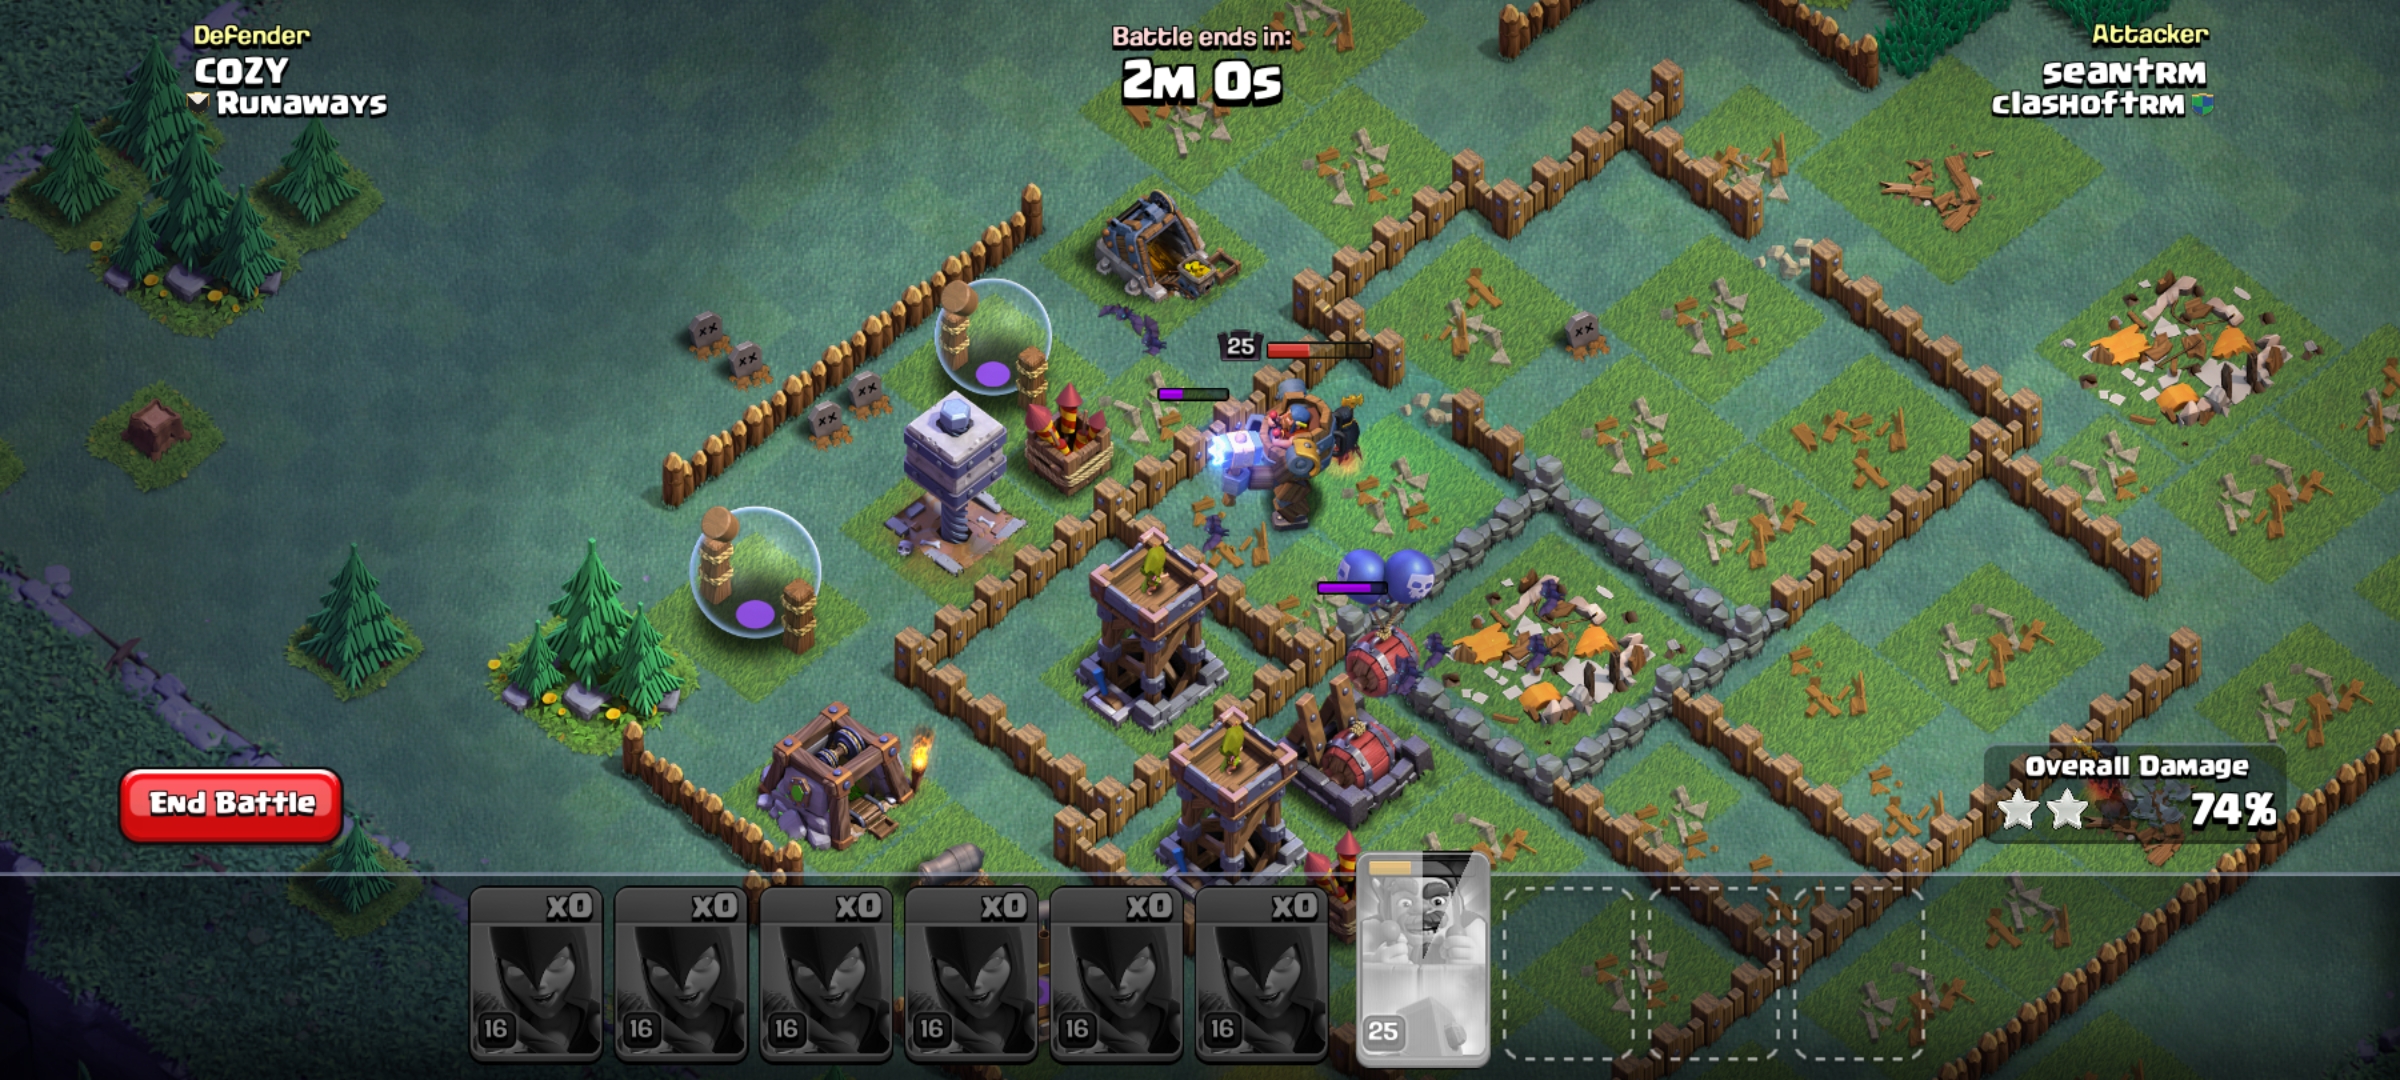 Defender
COZY
Runaways
Battle ends in:
2M 0s
Attacker
seantrm
clashoftrm
25
End Battle
Overall Damage
74%
x0
x0
x0
x0
x0
x0
16
16
16
16
16
16
25